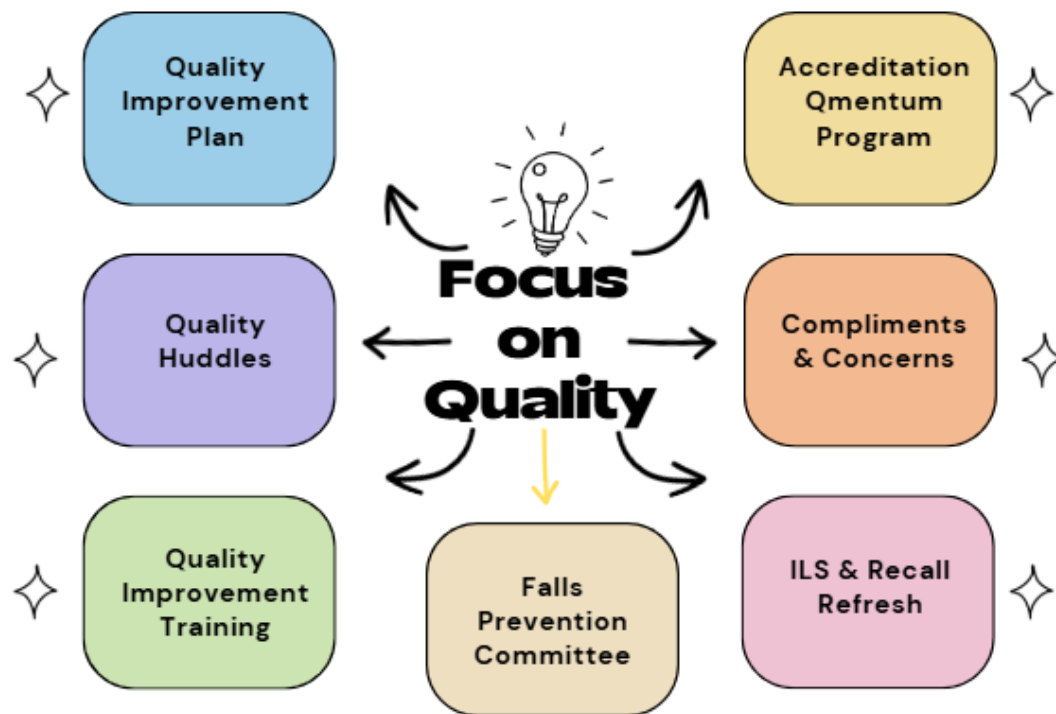 Quality
Improvement
Plan
Accreditation
Qmentum
Program
Focus
on
Quality
Quality
Huddles
Compliments
& Concerns
Quality
Improvement
Training
Falls
Prevention
Committee
ILS & Recall
Refresh